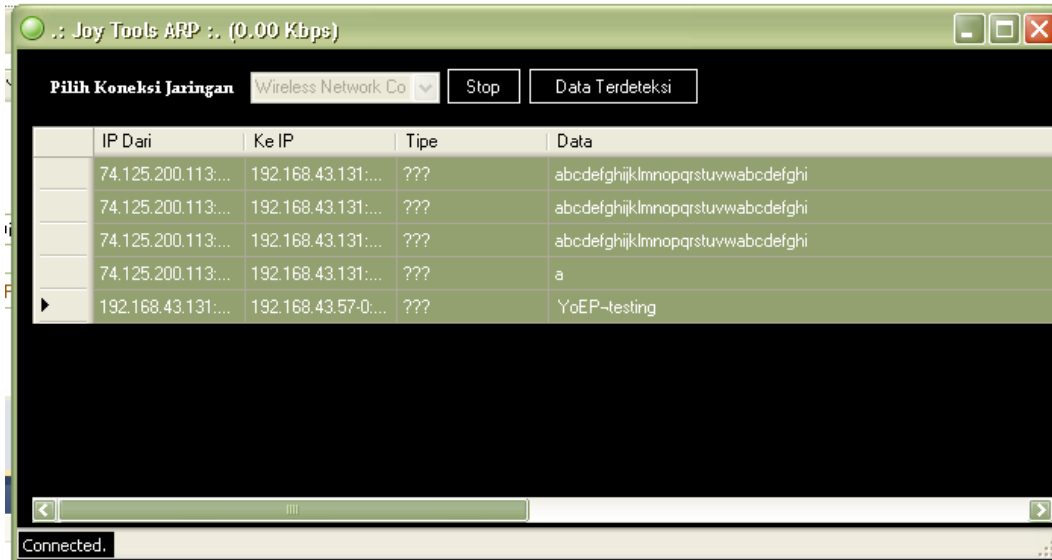 .: Joy Tools ARP :. (0.00 Kbps)
Pilih Koneksi Jaringan Wireless Network Co Stop Data Terdeteksi
IP Dari Ke IP Tipe Data
74.125.200.113:... 192.168.43.131:... ??? abcdefghijklmnopqrstuvwabcdefghi
74.125.200.113:... 192.168.43.131:... ??? abcdefghijklmnopqrstuvwabcdefghi
74.125.200.113:... 192.168.43.131:... ??? abcdefghijklmnopqrstuvwabcdefghi
74.125.200.113:... 192.168.43.131:... ??? a
192.168.43.131:... 192.168.43.57-0:... ??? YoEP¬testing
Connected.